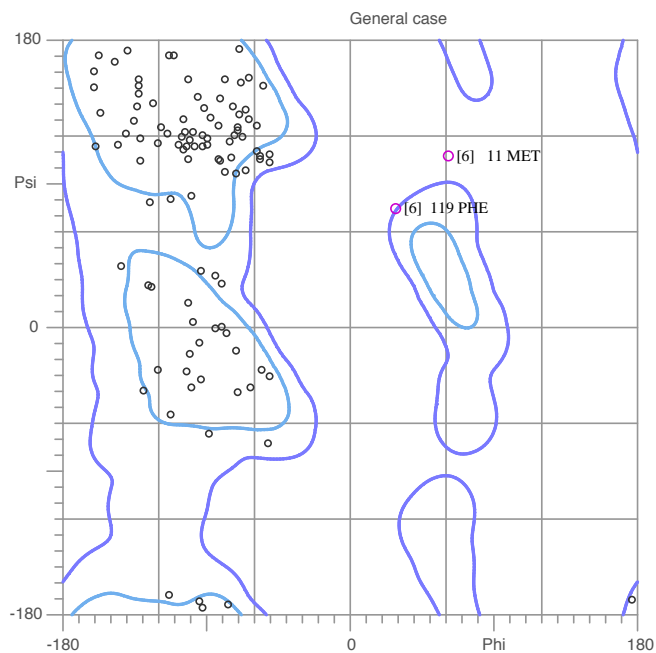 General case
180
[6] 11 MET
Psi
[6] 119 PHE
0
-180
-180 0 Phi 180